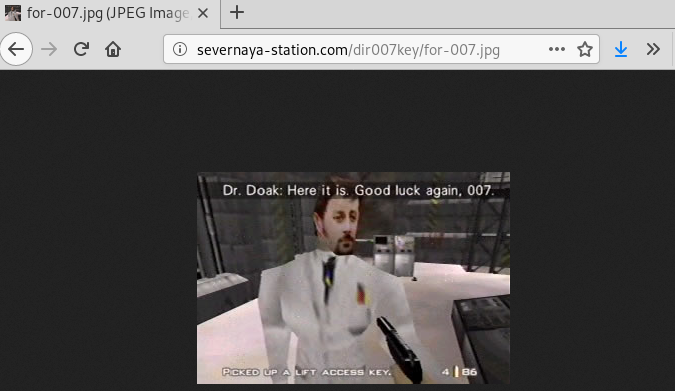 for-007.jpg (JPEG Image
severnaya-station.com/dir007key/for-007.jpg
Dr. Doak: Here it is. Good luck again, 007.
PICKED UP A LIFT ACCESS KEY.
4 86